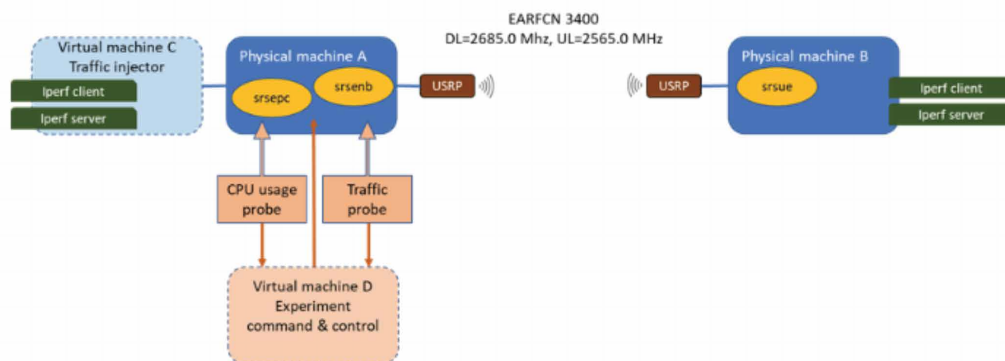 EARFCN 3400
DL=2685.0 Mhz, UL=2565.0 MHz
Virtual machine C
Traffic injector
Iperf client
Iperf server
Physical machine A
srsepc
srsenb
USRP
USRP
Physical machine B
srsue
Iperf client
Iperf server
CPU usage
probe
Traffic
probe
Virtual machine D
Experiment
command & control